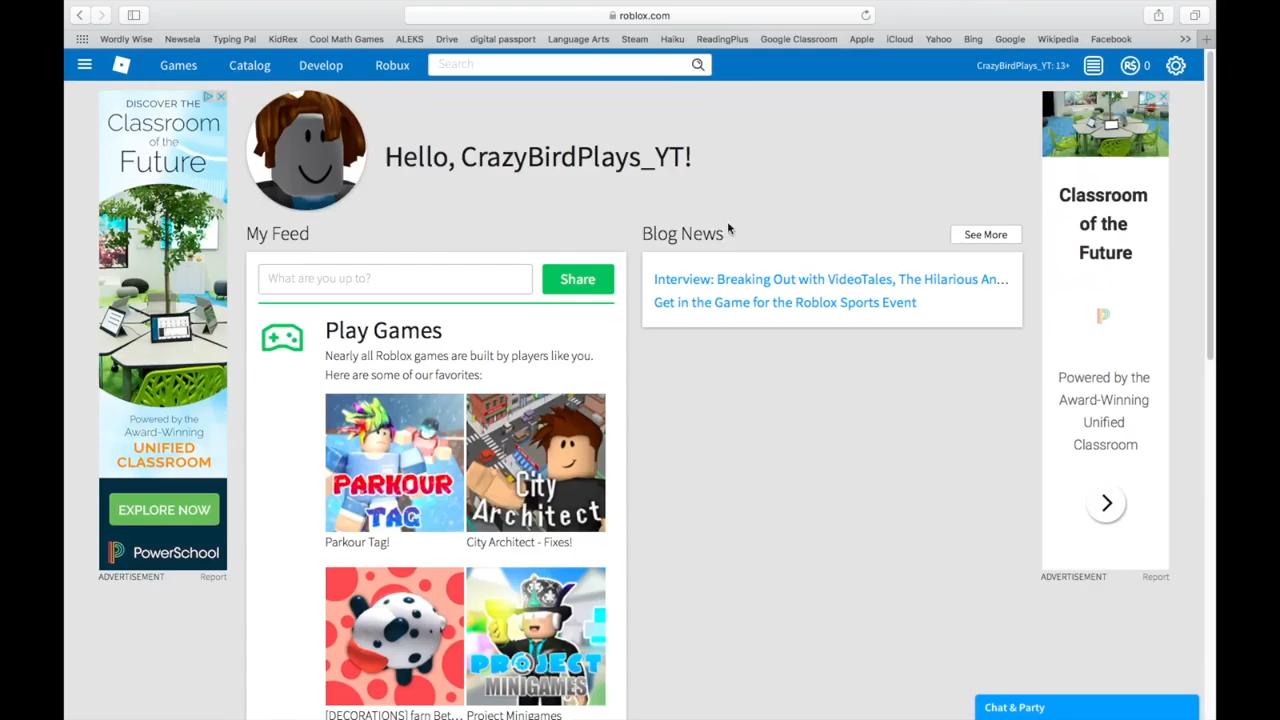 roblox.com
Wordly Wise Newsela Typing Pal KidRex Cool Math Games ALEKS Drive digital passport Language Arts Steam Haiku ReadingPlus Google Classroom Apple iCloud Yahoo Bing Google Wikipedia Facebook
Games Catalog Develop Robux Search CrazyBirdPlays_YT: 13+ R$ 0
DISCOVER THE
Classroom
of the
Future
Powered by the
Award-Winning
UNIFIED
CLASSROOM
EXPLORE NOW
PowerSchool
ADVERTISEMENT Report
Hello, CrazyBirdPlays_YT!
My Feed
What are you up to? Share
Play Games
Nearly all Roblox games are built by players like you.
Here are some of our favorites:
PARKOUR
TAG
Parkour Tag!
City
Architect
City Architect - Fixes!
[DECORATIONS] farn Bet...
PROJECT
MINIGAMES
Project Minigames
Blog News See More
Interview: Breaking Out with VideoTales, The Hilarious An...
Get in the Game for the Roblox Sports Event
Classroom
of the
Future
Powered by the
Award-Winning
Unified
Classroom
ADVERTISEMENT Report
Chat & Party